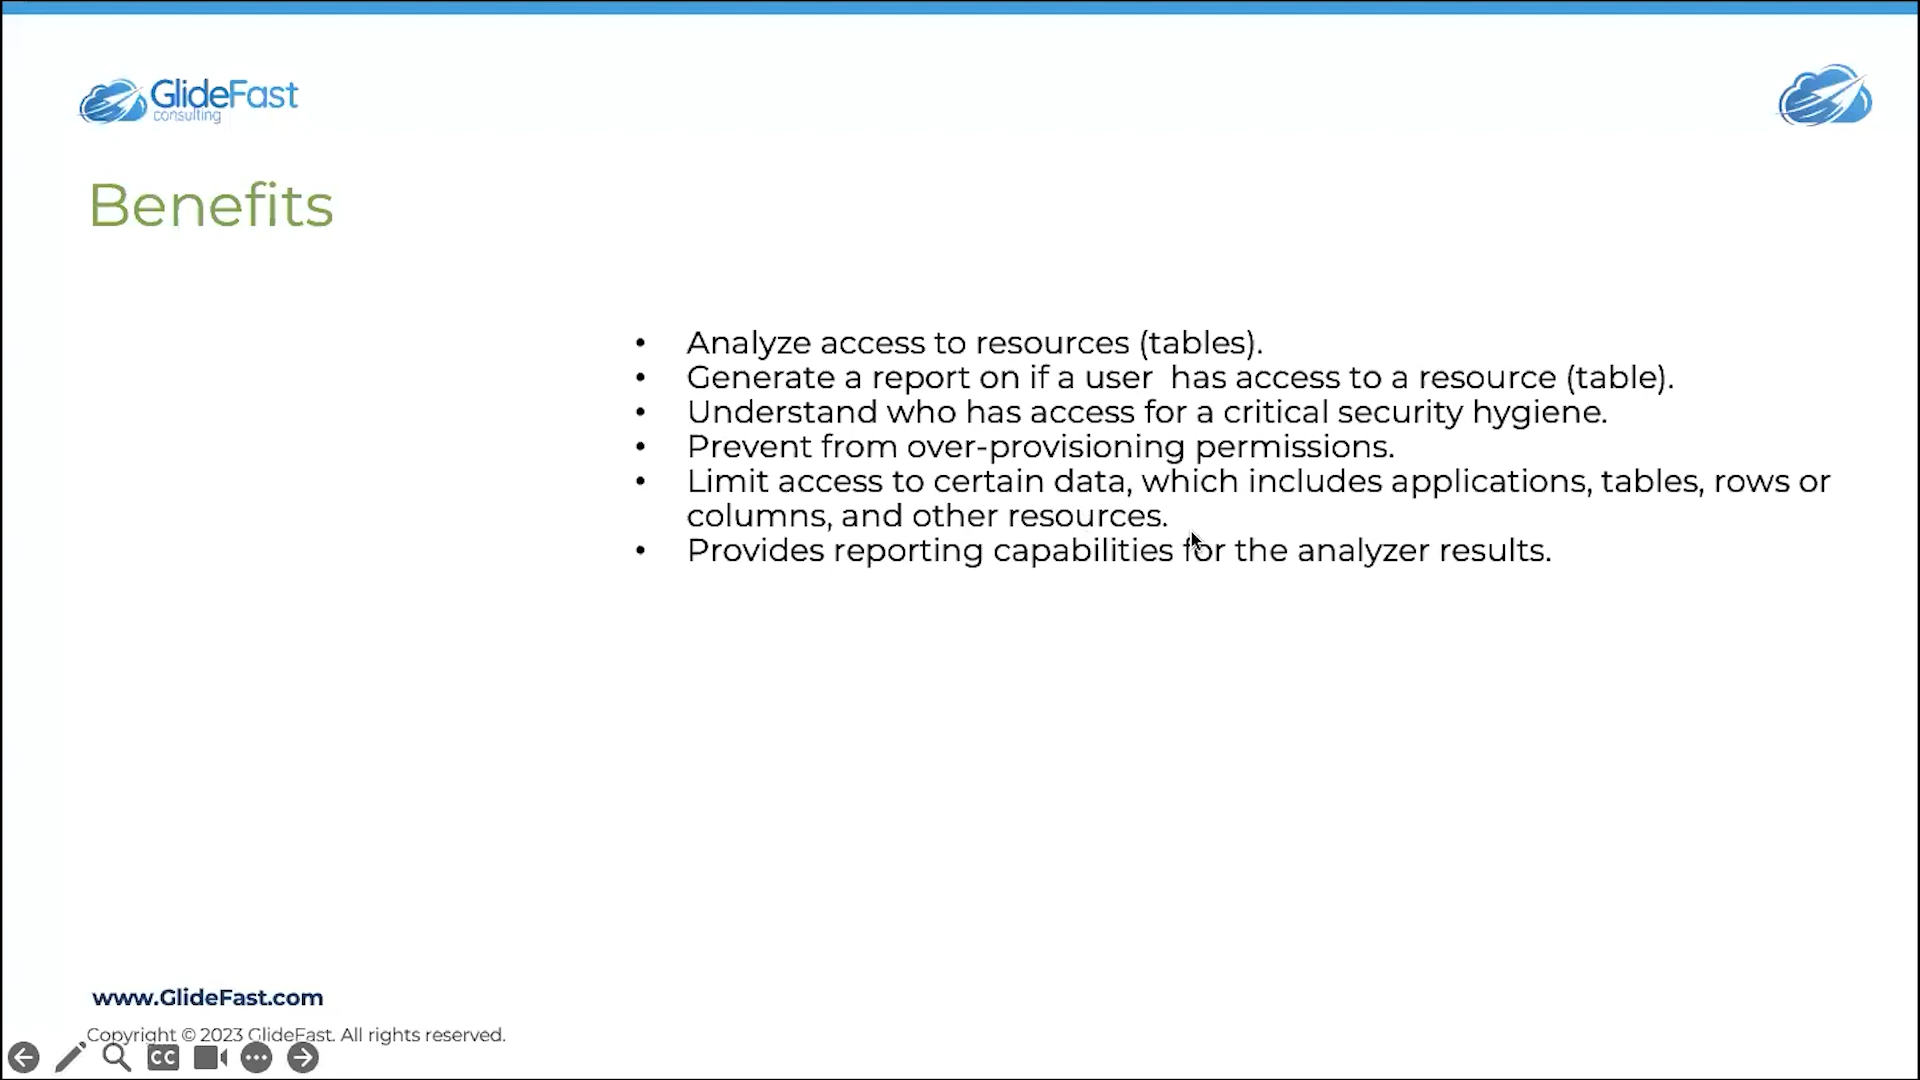 GlideFast
consulting
Benefits
• Analyze access to resources (tables).
• Generate a report on if a user  has access to a resource (table).
• Understand who has access for a critical security hygiene.
• Prevent from over-provisioning permissions.
• Limit access to certain data, which includes applications, tables, rows or
columns, and other resources.
• Provides reporting capabilities for the analyzer results.
www.GlideFast.com
Copyright © 2023 GlideFast. All rights reserved.
CC